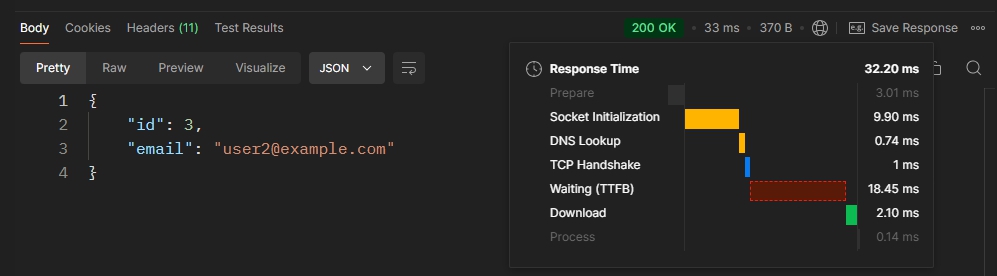 Body Cookies Headers (11) Test Results 200 OK • 33 ms • 370 B • e.g. Save Response
Pretty Raw Preview Visualize JSON
1 {
2 "id": 3,
3 "email": "user2@example.com"
4 }
Response Time 32.20 ms
Prepare 3.01 ms
Socket Initialization 9.90 ms
DNS Lookup 0.74 ms
TCP Handshake 1 ms
Waiting (TTFB) 18.45 ms
Download 2.10 ms
Process 0.14 ms